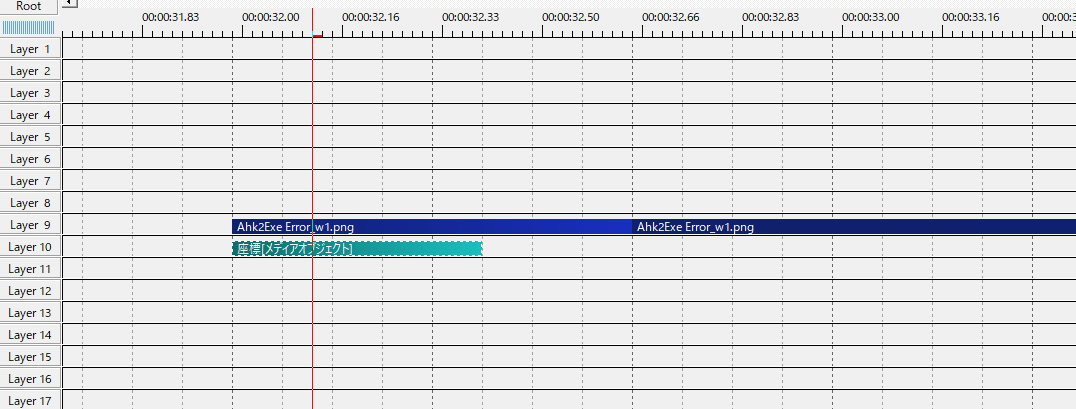 Root
00:00:31.83 00:00:32.00 00:00:32.16 00:00:32.33 00:00:32.50 00:00:32.66 00:00:32.83 00:00:33.00 00:00:33.16
Layer 1
Layer 2
Layer 3
Layer 4
Layer 5
Layer 6
Layer 7
Layer 8
Layer 9 Ahk2Exe Error_w1.png Ahk2Exe Error_w1.png
Layer 10 座標[メディアオブジェクト]
Layer 11
Layer 12
Layer 13
Layer 14
Layer 15
Layer 16
Layer 17